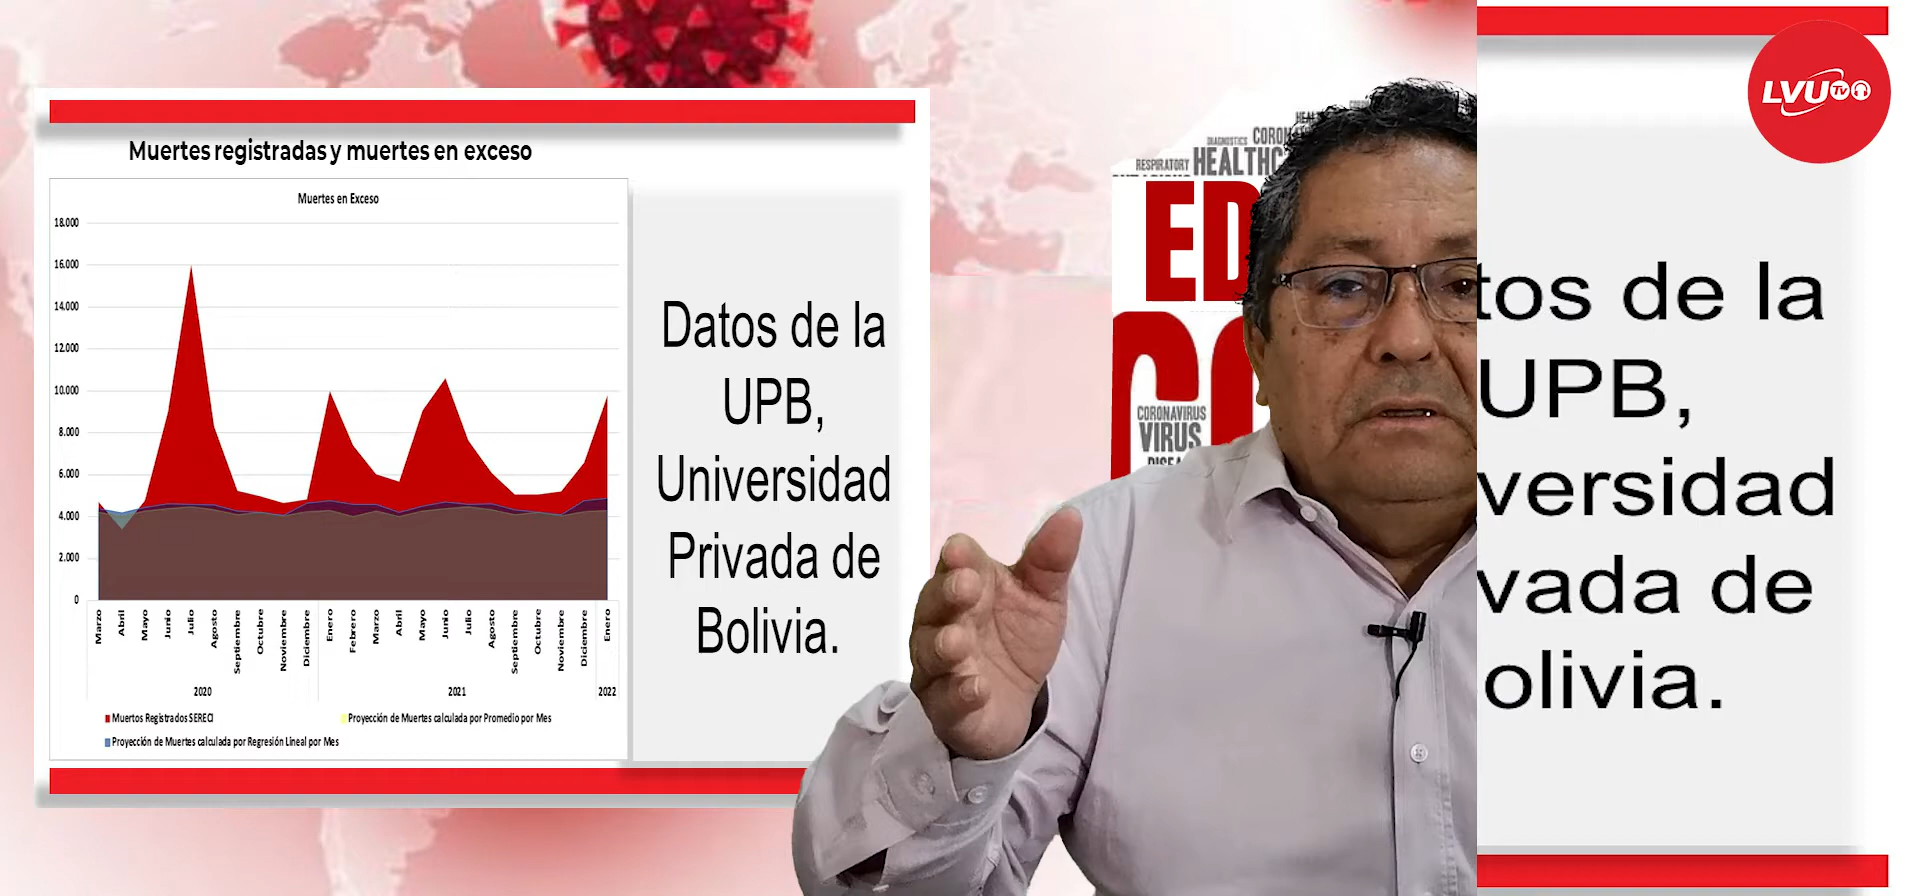 Muertes registradas y muertes en exceso
Muertes en Exceso
18.000
16.000
14.000
12.000
10.000
8.000
6.000
4.000
2.000
0
Marzo
Abril
Mayo
Junio
Julio
Agosto
Septiembre
Octubre
Noviembre
Diciembre
Enero
Febrero
Marzo
Abril
Mayo
Junio
Julio
Agosto
Septiembre
Octubre
Noviembre
Diciembre
Enero
2020
2021
2022
Muertos Registrados SERECI
Proyección de Muertes calculada por Promedio por Mes
Proyección de Muertes calculada por Regresión Lineal por Mes
Datos de la
UPB,
Universidad
Privada de
Bolivia.
DIAGNOSTICS
CORON
RESPIRATORY
HEALTHC
ED
CO
CORONAVIRUS
VIRUS
DISEA
LVU
TV
tos de la
UPB,
versidad
vada de
olivia.